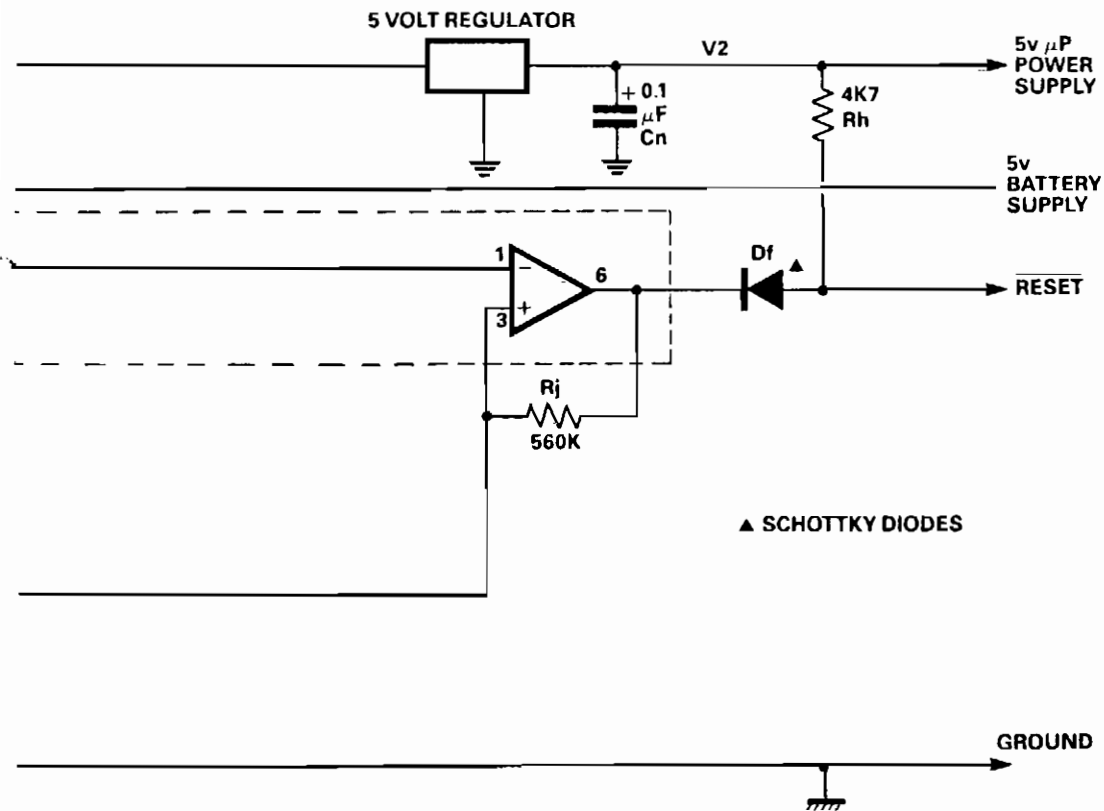 5 VOLT REGULATOR
V2
5v μP
POWER
SUPPLY
+ 0.1
μF
Cn
4K7
Rh
5v
BATTERY
SUPPLY
1
−
6
+
3
Df
▲
RESET
Rj
560K
▲ SCHOTTKY DIODES
GROUND